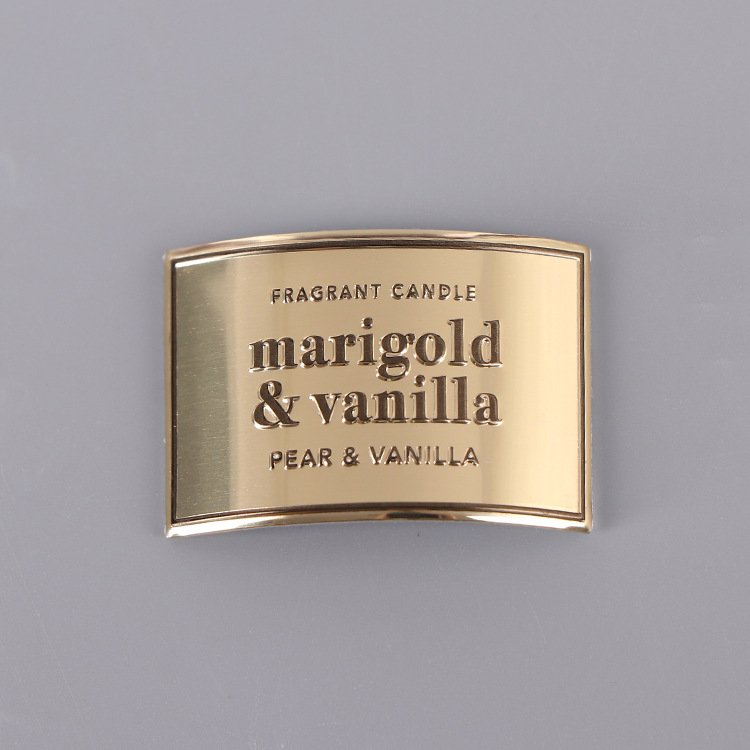 FRAGRANT CANDLE
marigold
& vanilla
PEAR & VANILLA